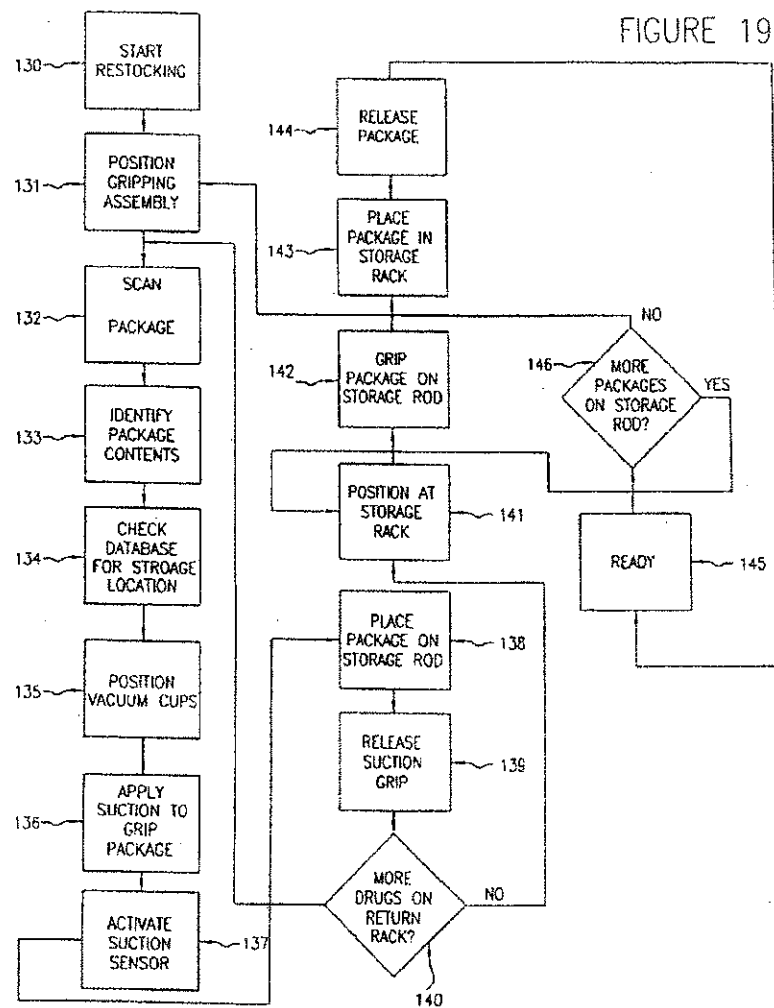 FIGURE 19
130
START
RESTOCKING
131
POSITION
GRIPPING
ASSEMBLY
132
SCAN
PACKAGE
133
IDENTIFY
PACKAGE
CONTENTS
134
CHECK
DATABASE
FOR STROAGE
LOCATION
135
POSITION
VACUUM CUPS
136
APPLY
SUCTION TO
GRIP
PACKAGE
ACTIVATE
SUCTION
SENSOR
137
PLACE
PACKAGE ON
STORAGE ROD
138
RELEASE
SUCTION
GRIP
139
MORE
DRUGS ON
RETURN
RACK?
NO
140
POSITION AT
STORAGE
RACK
141
142
GRIP
PACKAGE ON
STORAGE ROD
143
PLACE
PACKAGE IN
STORAGE
RACK
144
RELEASE
PACKAGE
READY
145
146
MORE
PACKAGES
ON STORAGE
ROD?
NO
YES